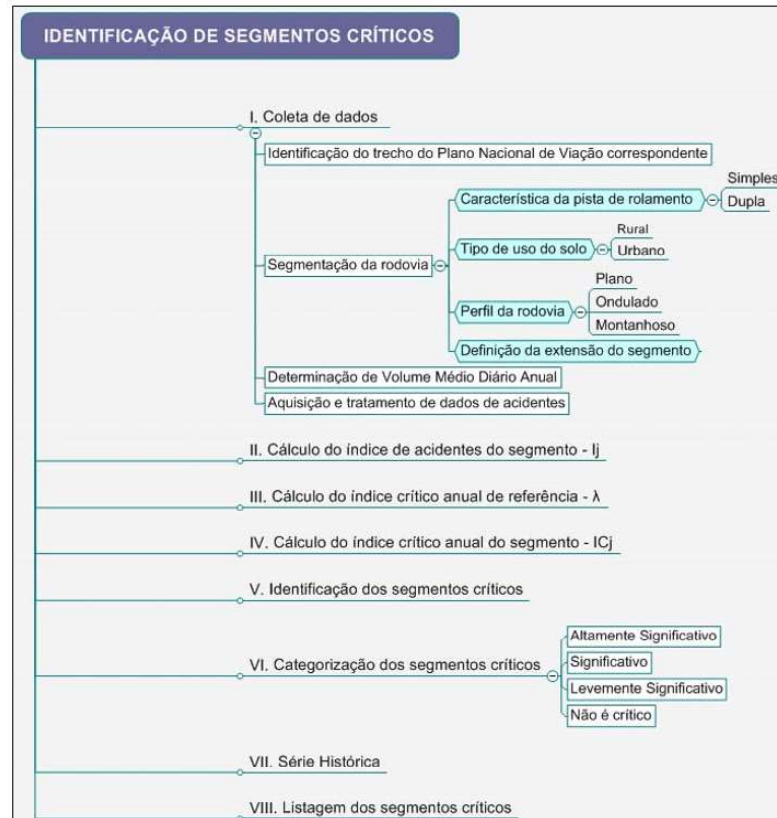 IDENTIFICAÇÃO DE SEGMENTOS CRÍTICOS
I. Coleta de dados
Identificação do trecho do Plano Nacional de Viação correspondente
Segmentação da rodovia
Característica da pista de rolamento
Simples
Dupla
Tipo de uso do solo
Rural
Urbano
Perfil da rodovia
Plano
Ondulado
Montanhoso
Definição da extensão do segmento
Determinação de Volume Médio Diário Anual
Aquisição e tratamento de dados de acidentes
II. Cálculo do índice de acidentes do segmento - Ij
III. Cálculo do índice crítico anual de referência - λ
IV. Cálculo do índice crítico anual do segmento - ICj
V. Identificação dos segmentos críticos
VI. Categorização dos segmentos críticos
Altamente Significativo
Significativo
Levemente Significativo
Não é crítico
VII. Série Histórica
VIII. Listagem dos segmentos críticos